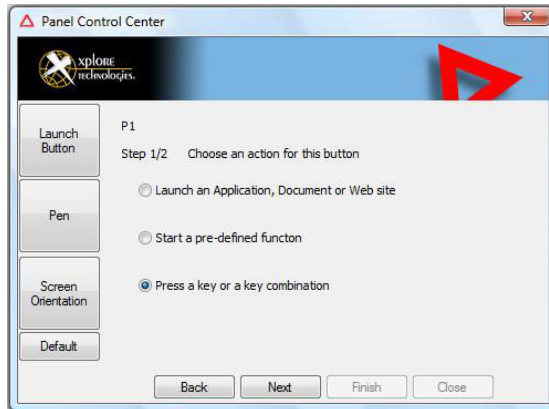 Panel Control Center
xplore
technologies.
Launch
Button
Pen
Screen
Orientation
Default
P1
Step 1/2 Choose an action for this button
Launch an Application, Document or Web site
Start a pre-defined functon
Press a key or a key combination
Back Next Finish Close